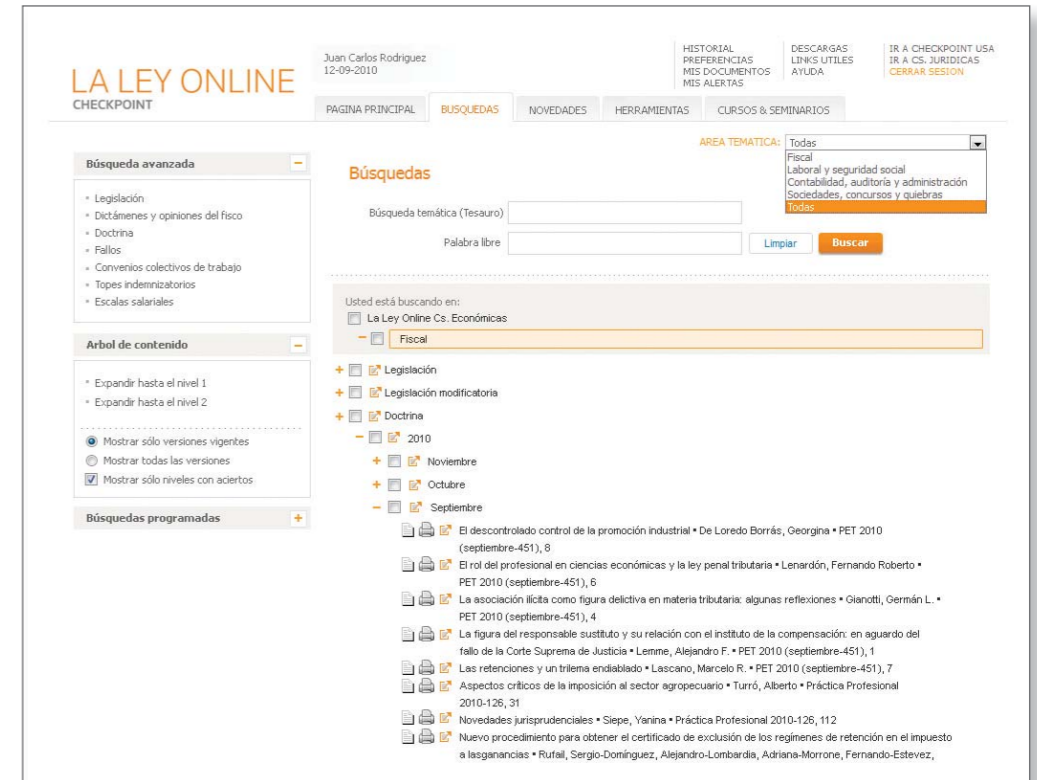 LA LEY ONLINE
CHECKPOINT
Juan Carlos Rodriguez
12-09-2010
HISTORIAL
PREFERENCIAS
MIS DOCUMENTOS
MIS ALERTAS
DESCARGAS
LINKS UTILES
AYUDA
IR A CHECKPOINT USA
IR A CS. JURIDICAS
CERRAR SESION
PAGINA PRINCIPAL
BUSQUEDAS
NOVEDADES
HERRAMIENTAS
CURSOS & SEMINARIOS
Búsqueda avanzada
Legislación
Dictámenes y opiniones del fisco
Doctrina
Fallos
Convenios colectivos de trabajo
Topes indemnizatorios
Escalas salariales
Arbol de contenido
Expandir hasta el nivel 1
Expandir hasta el nivel 2
Mostrar sólo versiones vigentes
Mostrar todas las versiones
Mostrar sólo niveles con aciertos
Búsquedas programadas
AREA TEMATICA:
Todas
Fiscal
Laboral y seguridad social
Contabilidad, auditoría y administración
Sociedades, concursos y quiebras
Todas
Búsquedas
Búsqueda temática (Tesauro)
Palabra libre
Limpiar
Buscar
Usted está buscando en:
La Ley Online Cs. Económicas
Fiscal
Legislación
Legislación modificatoria
Doctrina
2010
Noviembre
Octubre
Septiembre
El descontrolado control de la promoción industrial • De Loredo Borrás, Georgina • PET 2010
(septiembre-451), 8
El rol del profesional en ciencias económicas y la ley penal tributaria • Lenardón, Fernando Roberto •
PET 2010 (septiembre-451), 6
La asociación ilícita como figura delictiva en materia tributaria: algunas reflexiones • Gianotti, Germán L. •
PET 2010 (septiembre-451), 4
La figura del responsable sustituto y su relación con el instituto de la compensación: en aguardo del
fallo de la Corte Suprema de Justicia • Lemme, Alejandro F. • PET 2010 (septiembre-451), 1
Las retenciones y un trilema endiablado • Lascano, Marcelo R. • PET 2010 (septiembre-451), 7
Aspectos críticos de la imposición al sector agropecuario • Turró, Alberto • Práctica Profesional
2010-126, 31
Novedades jurisprudenciales • Siepe, Yanina • Práctica Profesional 2010-126, 112
Nuevo procedimiento para obtener el certificado de exclusión de los regímenes de retención en el impuesto
a lasganancias • Rufail, Sergio-Domínguez, Alejandro-Lombardia, Adriana-Morrone, Fernando-Estevez,